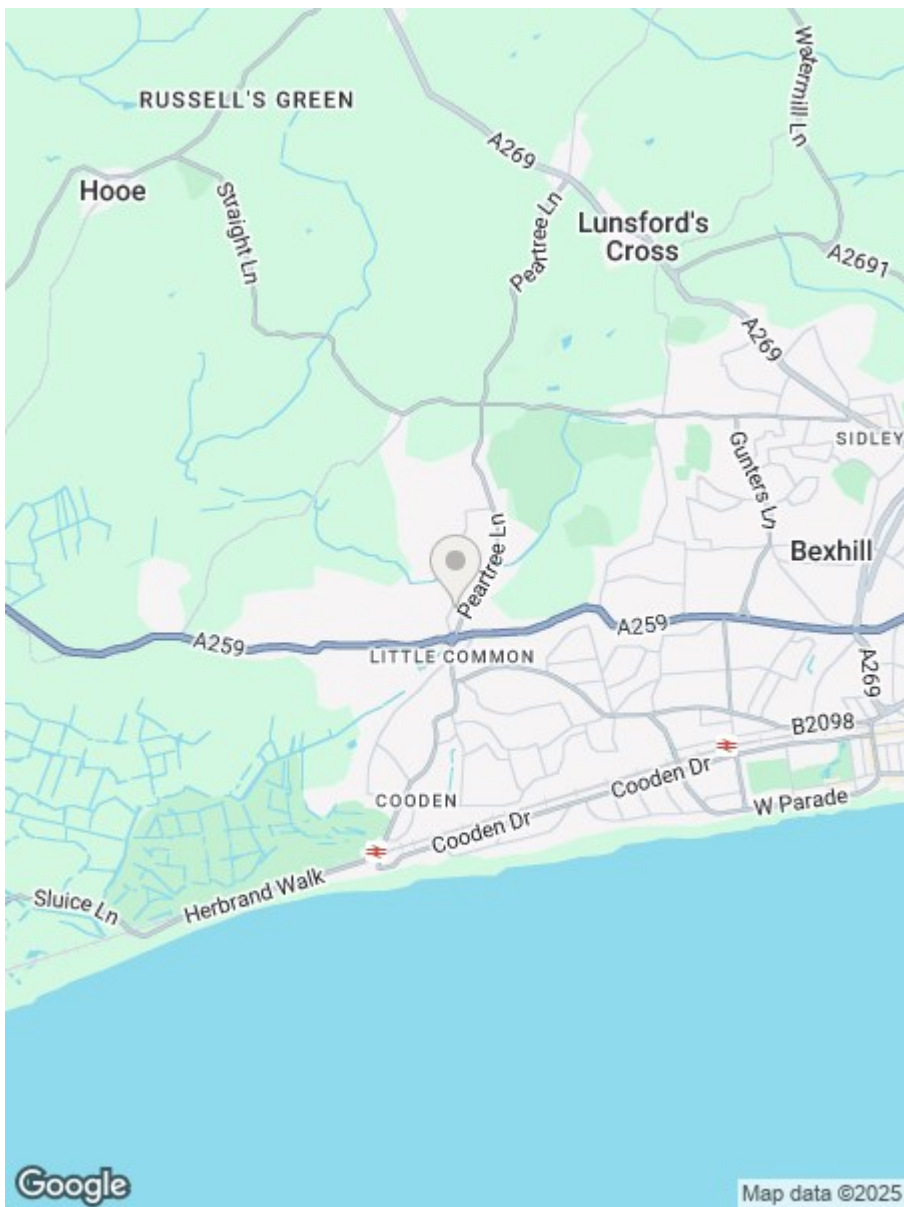 Watermill Ln
RUSSELL'S GREEN
A269
Hooe
Straight Ln
Peartree Ln
Lunsford's
Cross
A2691
A269
SIDLEY
Gunters Ln
Peartree Ln
Bexhill
A259
A259
LITTLE COMMON
A269
B2098
Cooden Dr
COODEN
W Parade
Cooden Dr
Herbrand Walk
Sluice Ln
Google
Map data ©2025